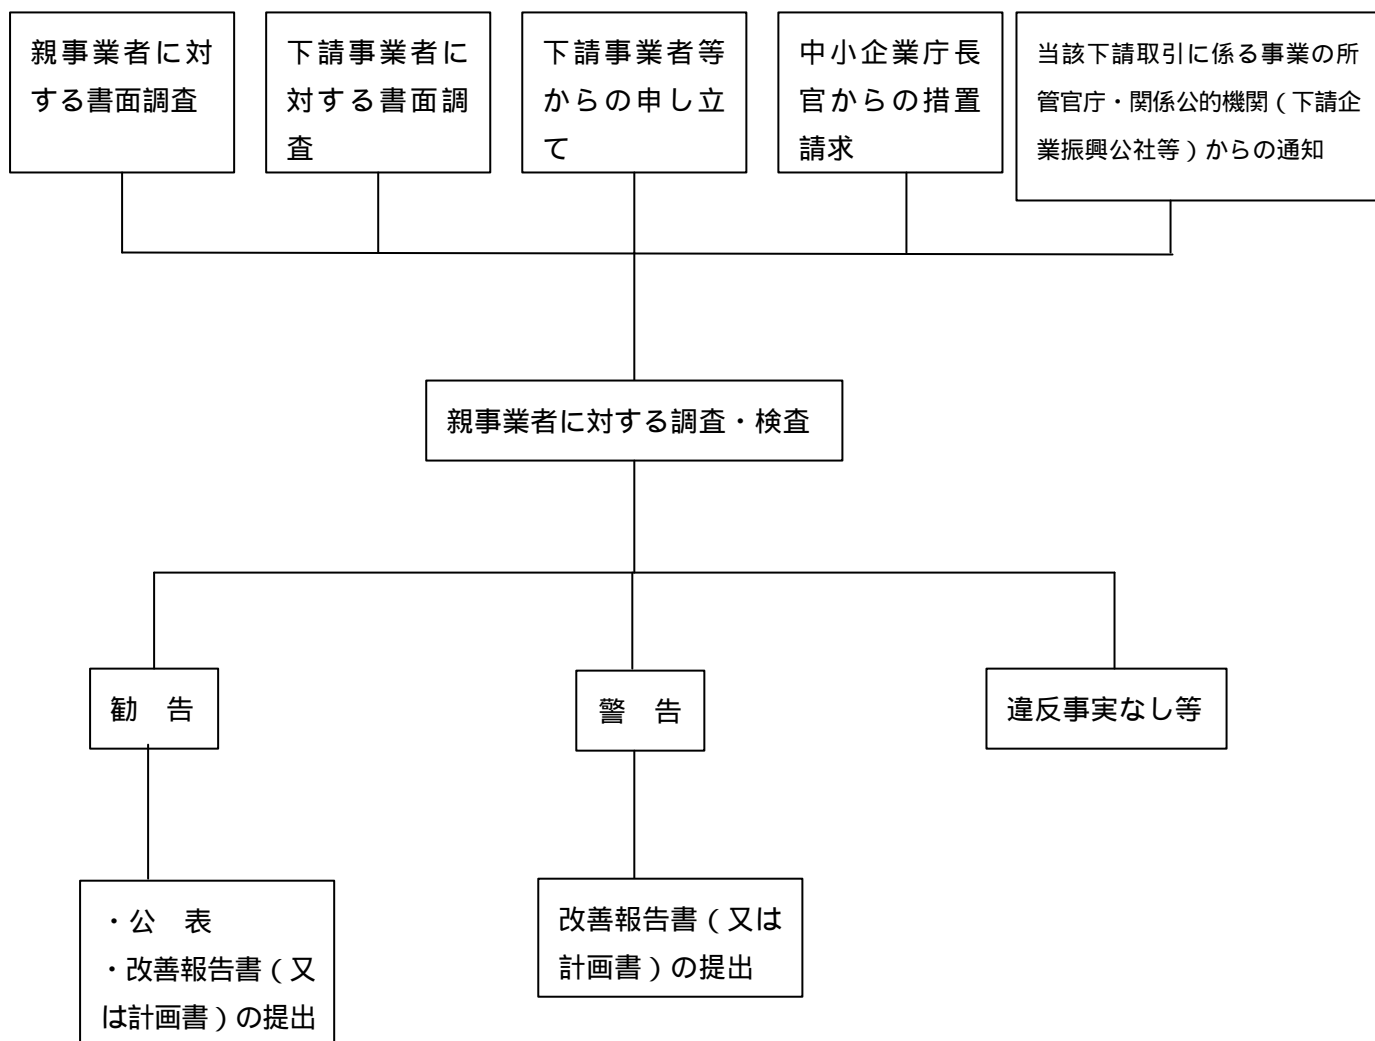 親事業者に対
する書面調査
下請事業者に
対する書面調
査
下請事業者等
からの申し立
て
中小企業庁長
官からの措置
請求
当該下請取引に係る事業の所
管官庁・関係公的機関(下請企
業振興公社等)からの通知
親事業者に対する調査・検査
勧　告
警　告
違反事実なし等
・公　表
・改善報告書(又
は計画書)の提出
改善報告書(又は
計画書)の提出